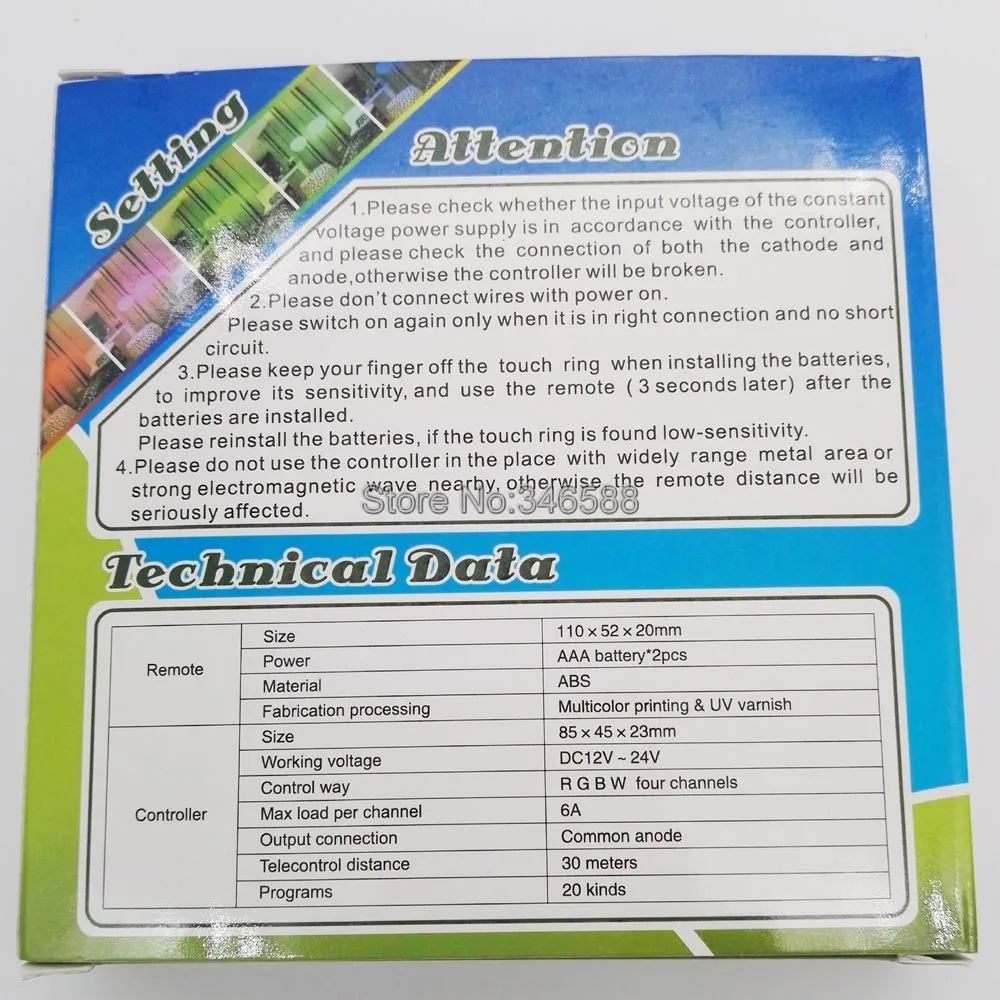 Setting
Attention
1.Please check whether the input voltage of the constant
voltage power supply is in accordance with the controller,
and please check the connection of both the cathode and
anode,otherwise the controller will be broken.
2.Please don't connect wires with power on.
Please switch on again only when it is in right connection and no short
circuit.
3.Please keep your finger off the touch ring when installing the batteries,
to improve its sensitivity, and use the remote ( 3 seconds later) after the
batteries are installed.
Please reinstall the batteries, if the touch ring is found low-sensitivity.
4.Please do not use the controller in the place with widely range metal area or
strong electromagnetic wave nearby, otherwise, the remote distance will be
seriously affected.
Store No:346588
Technical Data
Remote
Size 110 × 52 × 20mm
Power AAA battery*2pcs
Material ABS
Fabrication processing Multicolor printing & UV varnish
Controller
Size 85 × 45 × 23mm
Working voltage DC12V ~ 24V
Control way R G B W four channels
Max load per channel 6A
Output connection Common anode
Telecontrol distance 30 meters
Programs 20 kinds